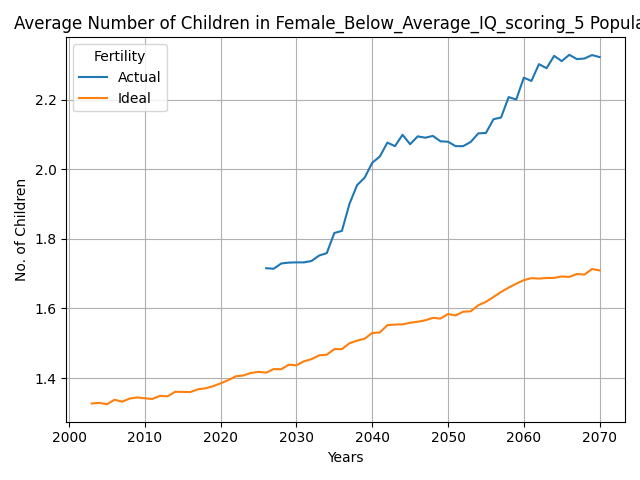 Average Number of Children in Female_Below_Average_IQ_scoring_5 Popula
Fertility
Actual
Ideal
2.2
2.0
1.8
1.6
1.4
No. of Children
2000 2010 2020 2030 2040 2050 2060 2070
Years